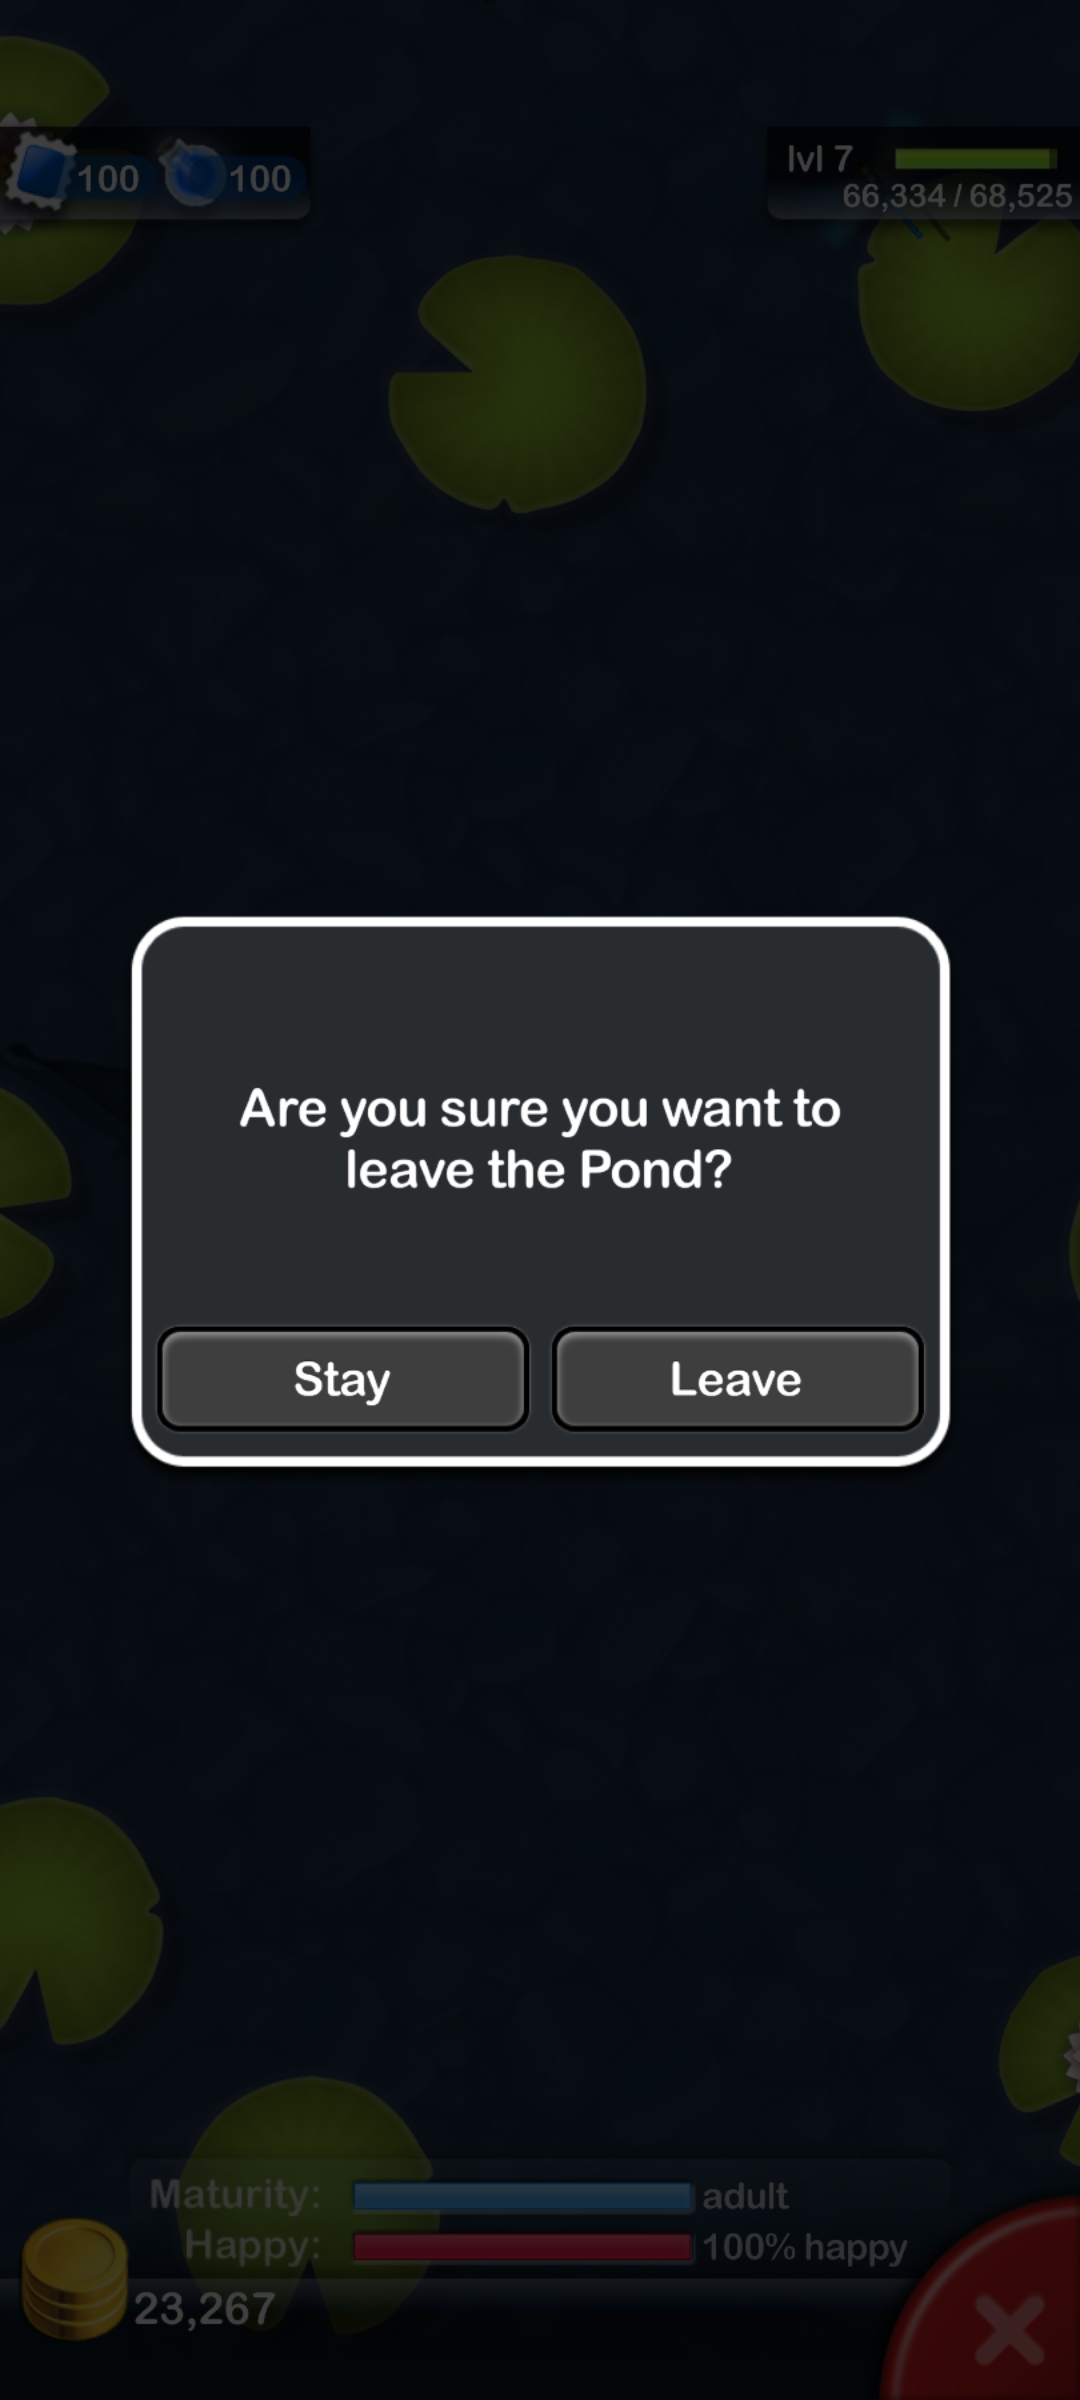 100 100
lvl 7
66,334 / 68,525
Are you sure you want to
leave the Pond?
Stay Leave
Maturity: adult
Happy: 100% happy
23,267